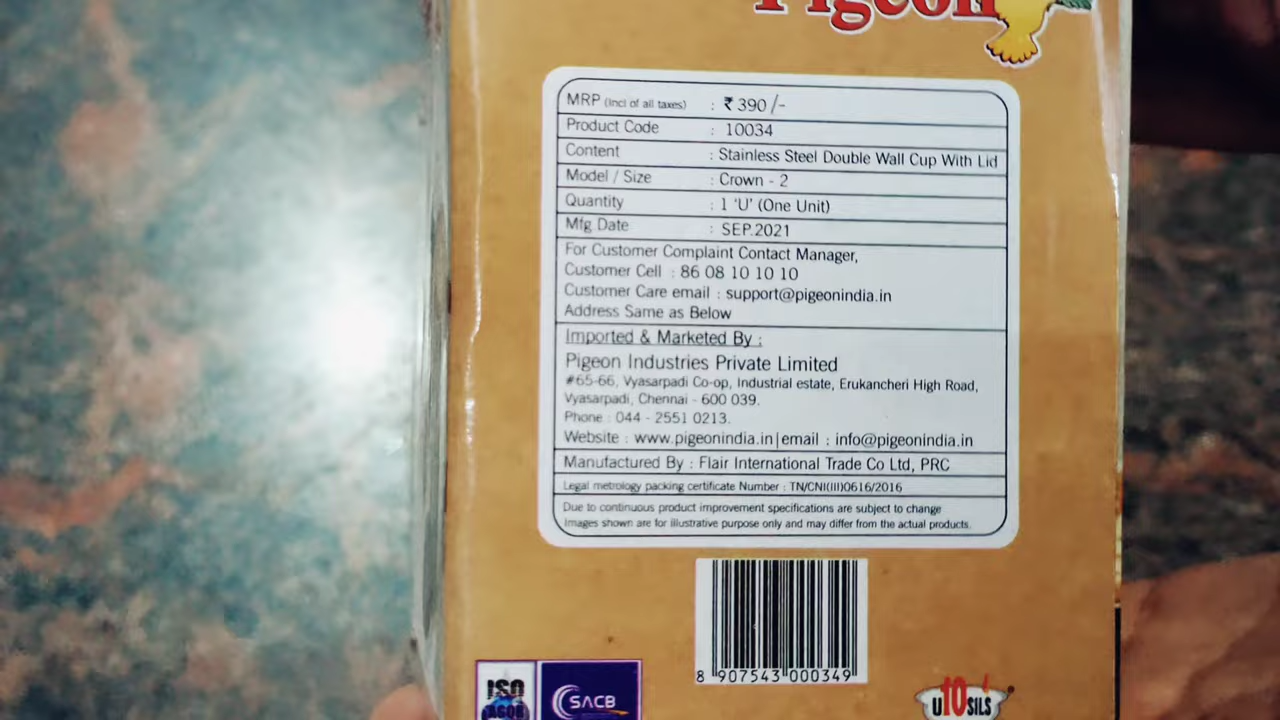 Pigeon
MRP (Incl of all taxes) : ₹ 390 /-
Product Code : 10034
Content : Stainless Steel Double Wall Cup With Lid
Model / Size : Crown - 2
Quantity : 1 'U' (One Unit)
Mfg Date : SEP.2021
For Customer Complaint Contact Manager,
Customer Cell : 86 08 10 10 10
Customer Care email : support@pigeonindia.in
Address Same as Below
Imported & Marketed By :
Pigeon Industries Private Limited
#65-66, Vyasarpadi Co-op, Industrial estate, Erukancheri High Road,
Vyasarpadi, Chennai - 600 039.
Phone : 044 - 2551 0213.
Website : www.pigeonindia.in|email : info@pigeonindia.in
Manufactured By : Flair International Trade Co Ltd, PRC
Legal metrology packing certificate Number : TN/CNI(III)0616/2016
Due to continuous product improvement specifications are subject to change
Images shown are for illustrative purpose only and may differ from the actual products.
8 907543 000349
ISO
SACB
UTOSILS